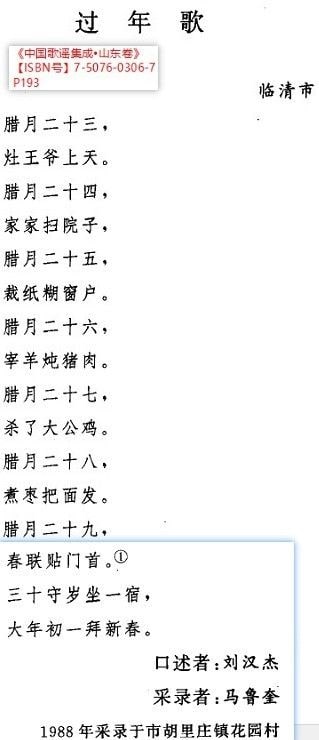 过年歌
《中国歌谣集成•山东卷》
【ISBN号】7-5076-0306-7
P193
临清市
腊月二十三，
灶王爷上天。
腊月二十四，
家家扫院子，
腊月二十五，
裁纸糊窗户。
腊月二十六，
宰羊炖猪肉。
腊月二十七，
杀了大公鸡。
腊月二十八，
煮枣把面发。
腊月二十九，
春联贴门首。①
三十守岁坐一宿，
大年初一拜新春。
口述者：刘汉杰
采录者：马鲁奎
1988年采录于市胡里庄镇花园村